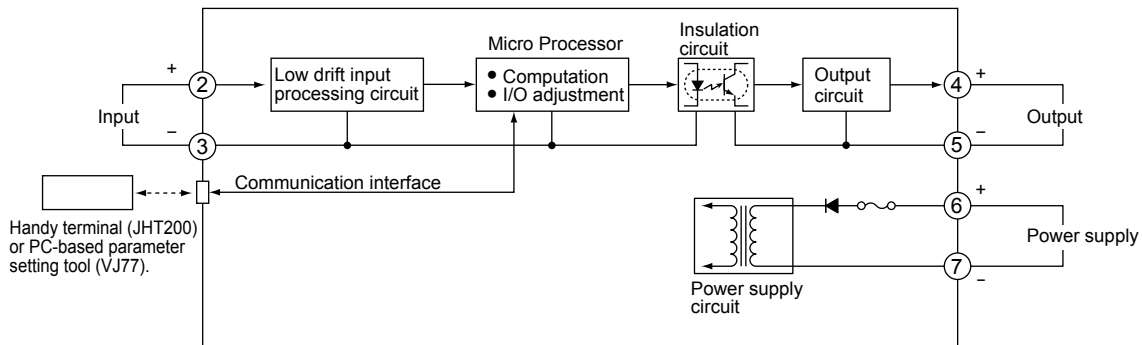 Micro Processor
Insulation
circuit
+
2
Low drift input
processing circuit
● Computation
● I/O adjustment
Output
circuit
4
+
Input
Output
−
3
5
−
Communication interface
Handy terminal (JHT200)
or PC-based parameter
setting tool (VJ77).
6
+
Power supply
7
−
Power supply
circuit